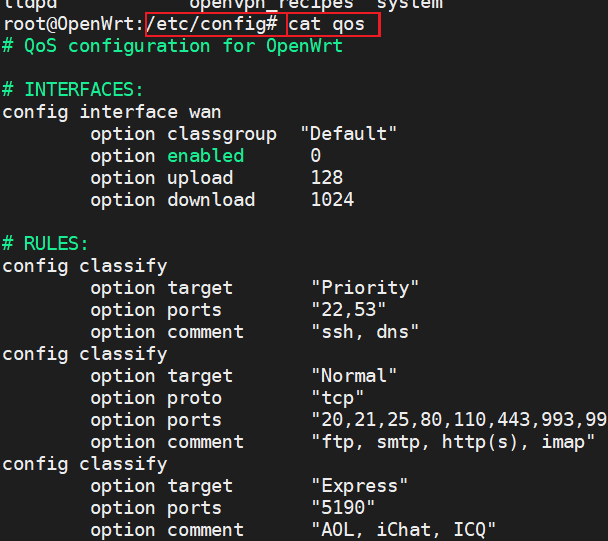 lldpd openvpn_recipes system
root@OpenWrt:/etc/config# cat qos
# QoS configuration for OpenWrt
# INTERFACES:
config interface wan
option classgroup "Default"
option enabled 0
option upload 128
option download 1024
# RULES:
config classify
option target "Priority"
option ports "22,53"
option comment "ssh, dns"
config classify
option target "Normal"
option proto "tcp"
option ports "20,21,25,80,110,443,993,99
option comment "ftp, smtp, http(s), imap"
config classify
option target "Express"
option ports "5190"
option comment "AOL, iChat, ICQ"